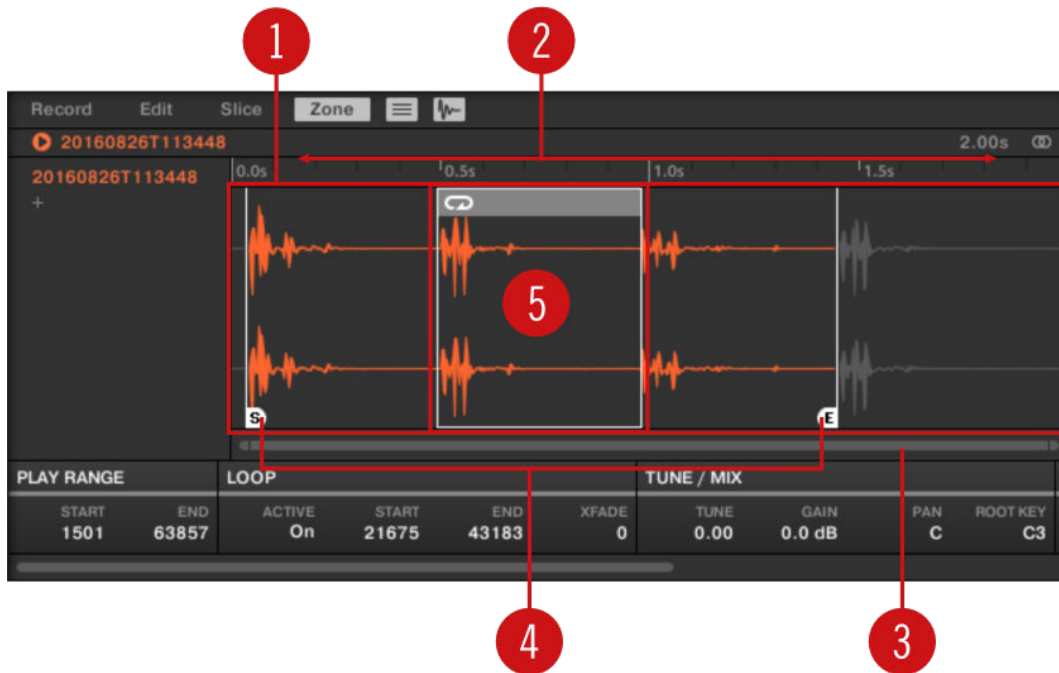 1 2
Record Edit Slice Zone
20160826T113448 2.00s
20160826T113448 0.0s 0.5s 1.0s 1.5s
+
5
S E
PLAY RANGE LOOP TUNE / MIX
START END ACTIVE START END XFADE TUNE GAIN PAN ROOT KEY
1501 63857 On 21675 43183 0 0.00 0.0 dB C C3
4 3